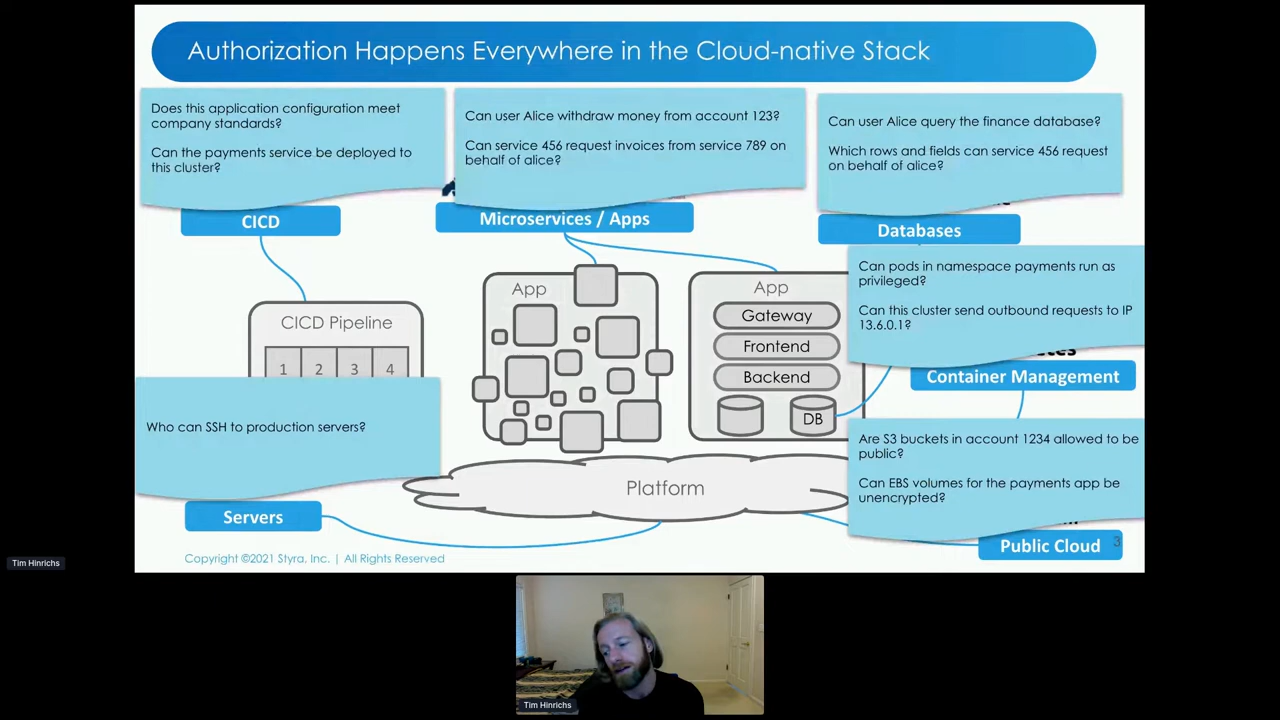 Authorization Happens Everywhere in the Cloud-native Stack
Does this application configuration meet
company standards?
Can the payments service be deployed to
this cluster?
CICD
Can user Alice withdraw money from account 123?
Can service 456 request invoices from service 789 on
behalf of alice?
Microservices / Apps
Can user Alice query the finance database?
Which rows and fields can service 456 request
on behalf of alice?
Databases
Can pods in namespace payments run as
privileged?
Can this cluster send outbound requests to IP
13.6.0.1?
Container Management
CICD Pipeline
1 2 3 4
App
App
Gateway
Frontend
Backend
DB
Who can SSH to production servers?
Servers
Platform
Are S3 buckets in account 1234 allowed to be
public?
Can EBS volumes for the payments app be
unencrypted?
Public Cloud
3
Copyright ©2021 Styra, Inc. | All Rights Reserved
Tim Hinrichs
Tim Hinrichs